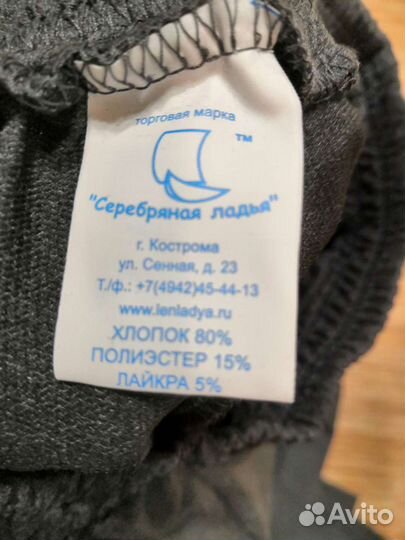 торговая марка
™
"Серебряная ладья"
г. Кострома
ул. Сенная, д. 23
Т./ф.: +7(4942)45-44-13
www.lenladya.ru
ХЛОПОК 80%
ПОЛИЭСТЕР 15%
ЛАЙКРА 5%
Avito